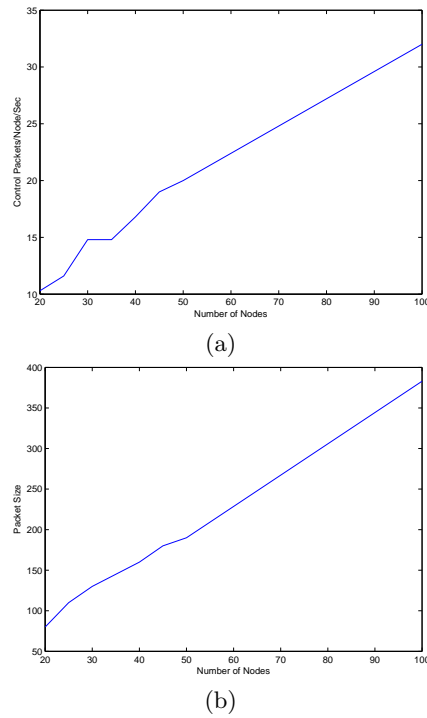 35
30
25
20
15
10
Control Packets/Node/Sec
20 30 40 50 60 70 80 90 100
Number of Nodes
(a)
400
350
300
250
200
150
100
50
Packet Size
20 30 40 50 60 70 80 90 100
Number of Nodes
(b)